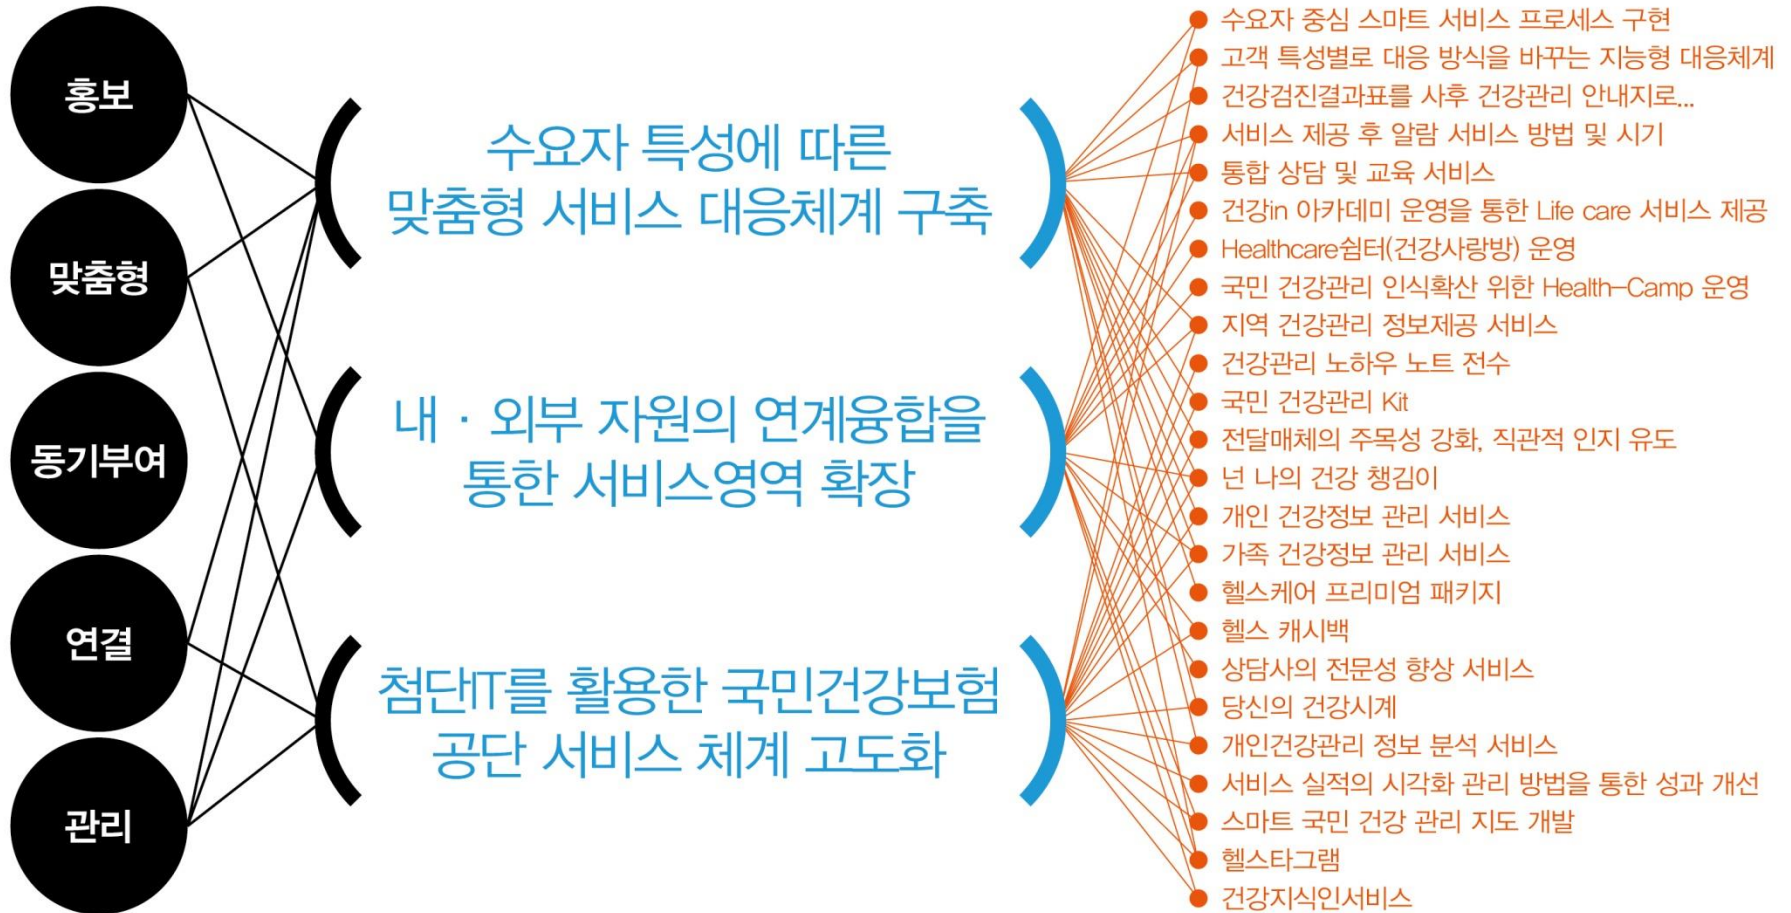 홍보
맞춤형
동기부여
연결
관리
수요자 특성에 따른
맞춤형 서비스 대응체계 구축
내 · 외부 자원의 연계융합을
통한 서비스영역 확장
첨단IT를 활용한 국민건강보험
공단 서비스 체계 고도화
수요자 중심 스마트 서비스 프로세스 구현
고객 특성별로 대응 방식을 바꾸는 지능형 대응체계
건강검진결과표를 사후 건강관리 안내지로...
서비스 제공 후 알람 서비스 방법 및 시기
통합 상담 및 교육 서비스
건강in 아카데미 운영을 통한 Life care 서비스 제공
Healthcare쉼터(건강사랑방) 운영
국민 건강관리 인식확산 위한 Health-Camp 운영
지역 건강관리 정보제공 서비스
건강관리 노하우 노트 전수
국민 건강관리 Kit
전달매체의 주목성 강화, 직관적 인지 유도
넌 나의 건강 챙김이
개인 건강정보 관리 서비스
가족 건강정보 관리 서비스
헬스케어 프리미엄 패키지
헬스 캐시백
상담사의 전문성 향상 서비스
당신의 건강시계
개인건강관리 정보 분석 서비스
서비스 실적의 시각화 관리 방법을 통한 성과 개선
스마트 국민 건강 관리 지도 개발
헬스타그램
건강지식인서비스